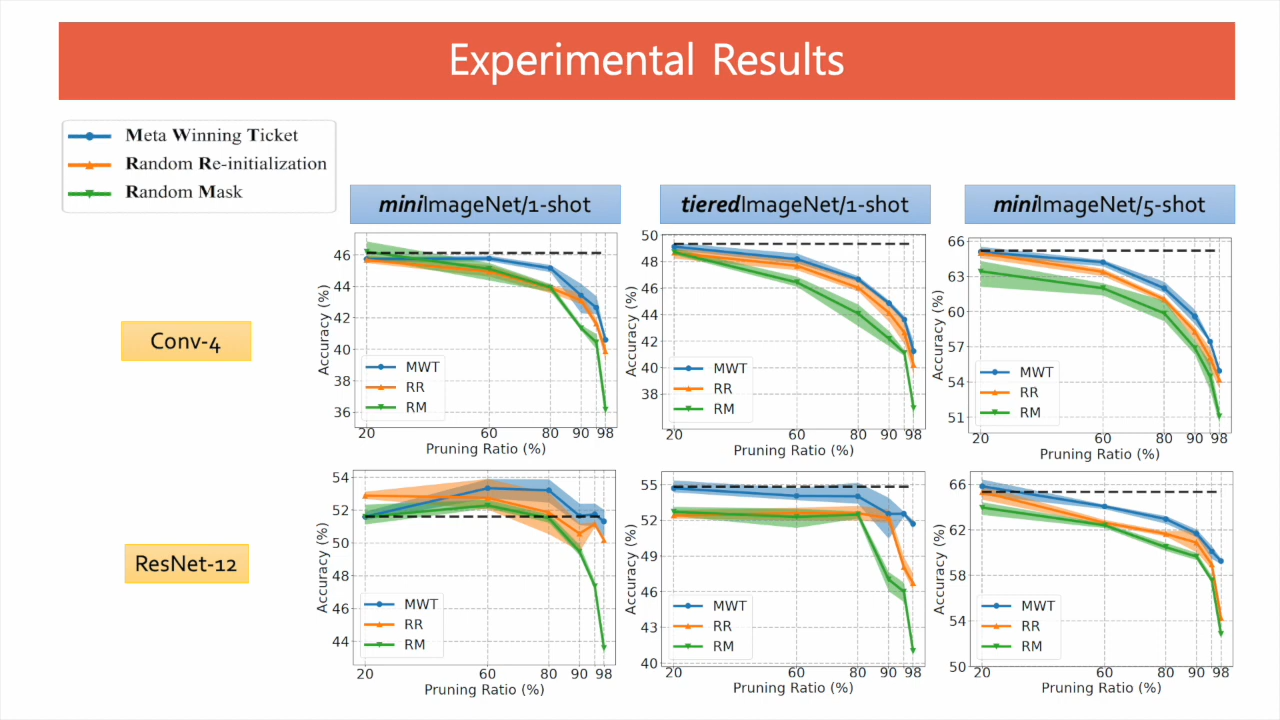 Experimental Results
Meta Winning Ticket
Random Re-initialization
Random Mask
miniImageNet/1-shot
tieredImageNet/1-shot
miniImageNet/5-shot
Conv-4
Accuracy (%)
46
44
42
40
38
36
MWT
RR
RM
20 60 80 90 98
Pruning Ratio (%)
Accuracy (%)
50
48
46
44
42
40
38
MWT
RR
RM
20 60 80 90 98
Pruning Ratio (%)
Accuracy (%)
66
63
60
57
54
51
MWT
RR
RM
20 60 80 90 98
Pruning Ratio (%)
ResNet-12
Accuracy (%)
54
52
50
48
46
44
MWT
RR
RM
20 60 80 90 98
Pruning Ratio (%)
Accuracy (%)
55
52
49
46
43
40
MWT
RR
RM
20 60 80 90 98
Pruning Ratio (%)
Accuracy (%)
66
62
58
54
50
MWT
RR
RM
20 60 80 90 98
Pruning Ratio (%)